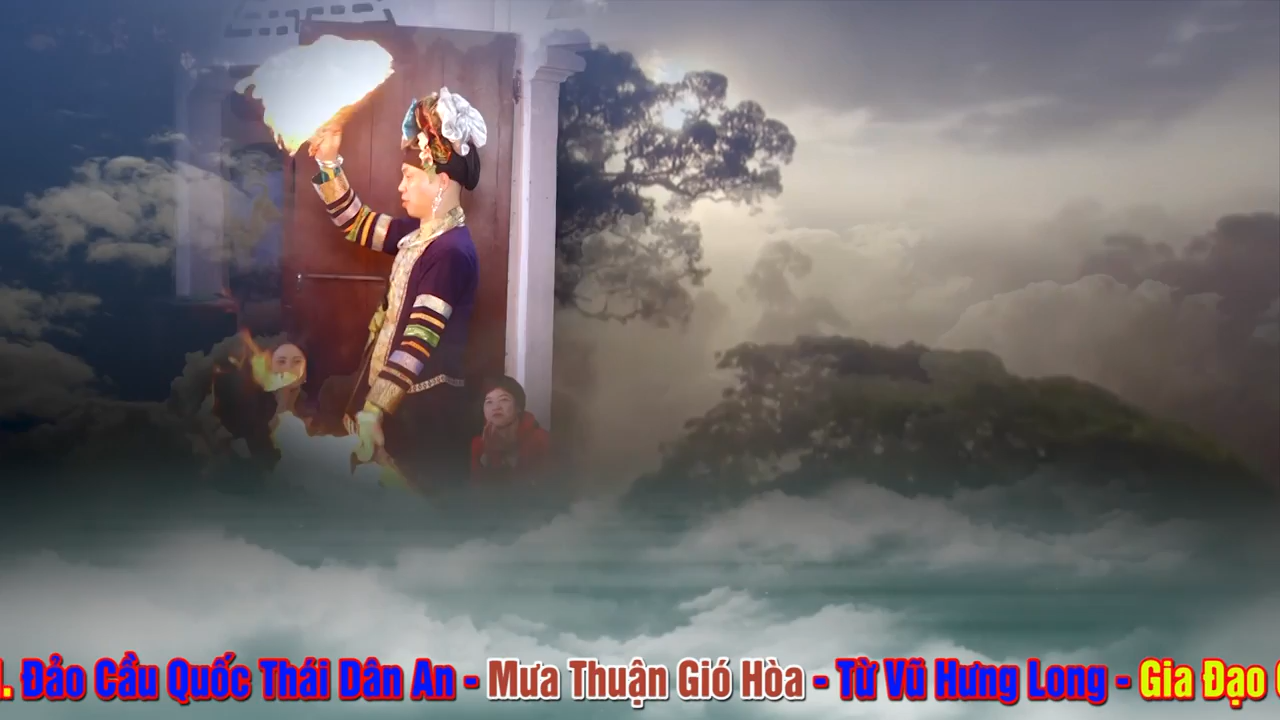 . Đảo Cầu Quốc Thái Dân An - Mưa Thuận Gió Hòa - Từ Vũ Hưng Long - Gia Đạo